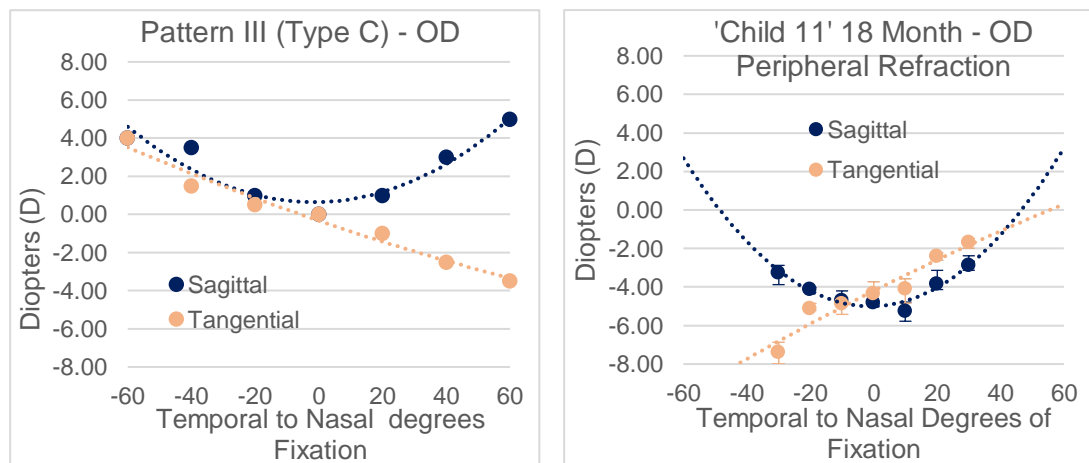 Pattern III (Type C) - OD
8.00
6.00
4.00
2.00
0.00
-2.00
-4.00
-6.00
-8.00
Diopters (D)
Sagittal
Tangential
-60 -40 -20 0 20 40 60
Temporal to Nasal degrees
Fixation
'Child 11' 18 Month - OD
Peripheral Refraction
8.00
6.00
4.00
2.00
0.00
-2.00
-4.00
-6.00
-8.00
Diopters (D)
Sagittal
Tangential
-60 -40 -20 0 20 40 60
Temporal to Nasal Degrees of
Fixation